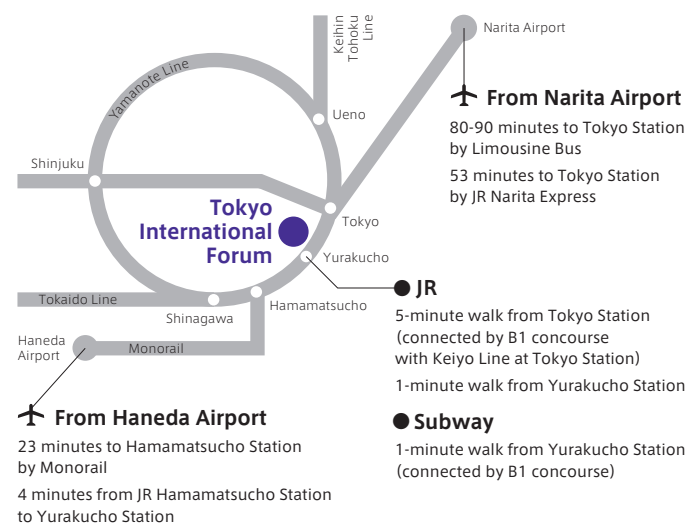 Keihin
Tohoku
Line
Narita Airport
Yamanote Line
Ueno
From Narita Airport
80-90 minutes to Tokyo Station
by Limousine Bus
53 minutes to Tokyo Station
by JR Narita Express
Shinjuku
Tokyo
International
Forum
Tokyo
Yurakucho
JR
5-minute walk from Tokyo Station
(connected by B1 concourse
with Keiyo Line at Tokyo Station)
1-minute walk from Yurakucho Station
Subway
1-minute walk from Yurakucho Station
(connected by B1 concourse)
Tokaido Line
Shinagawa
Hamamatsucho
Haneda
Airport
Monorail
From Haneda Airport
23 minutes to Hamamatsucho Station
by Monorail
4 minutes from JR Hamamatsucho Station
to Yurakucho Station